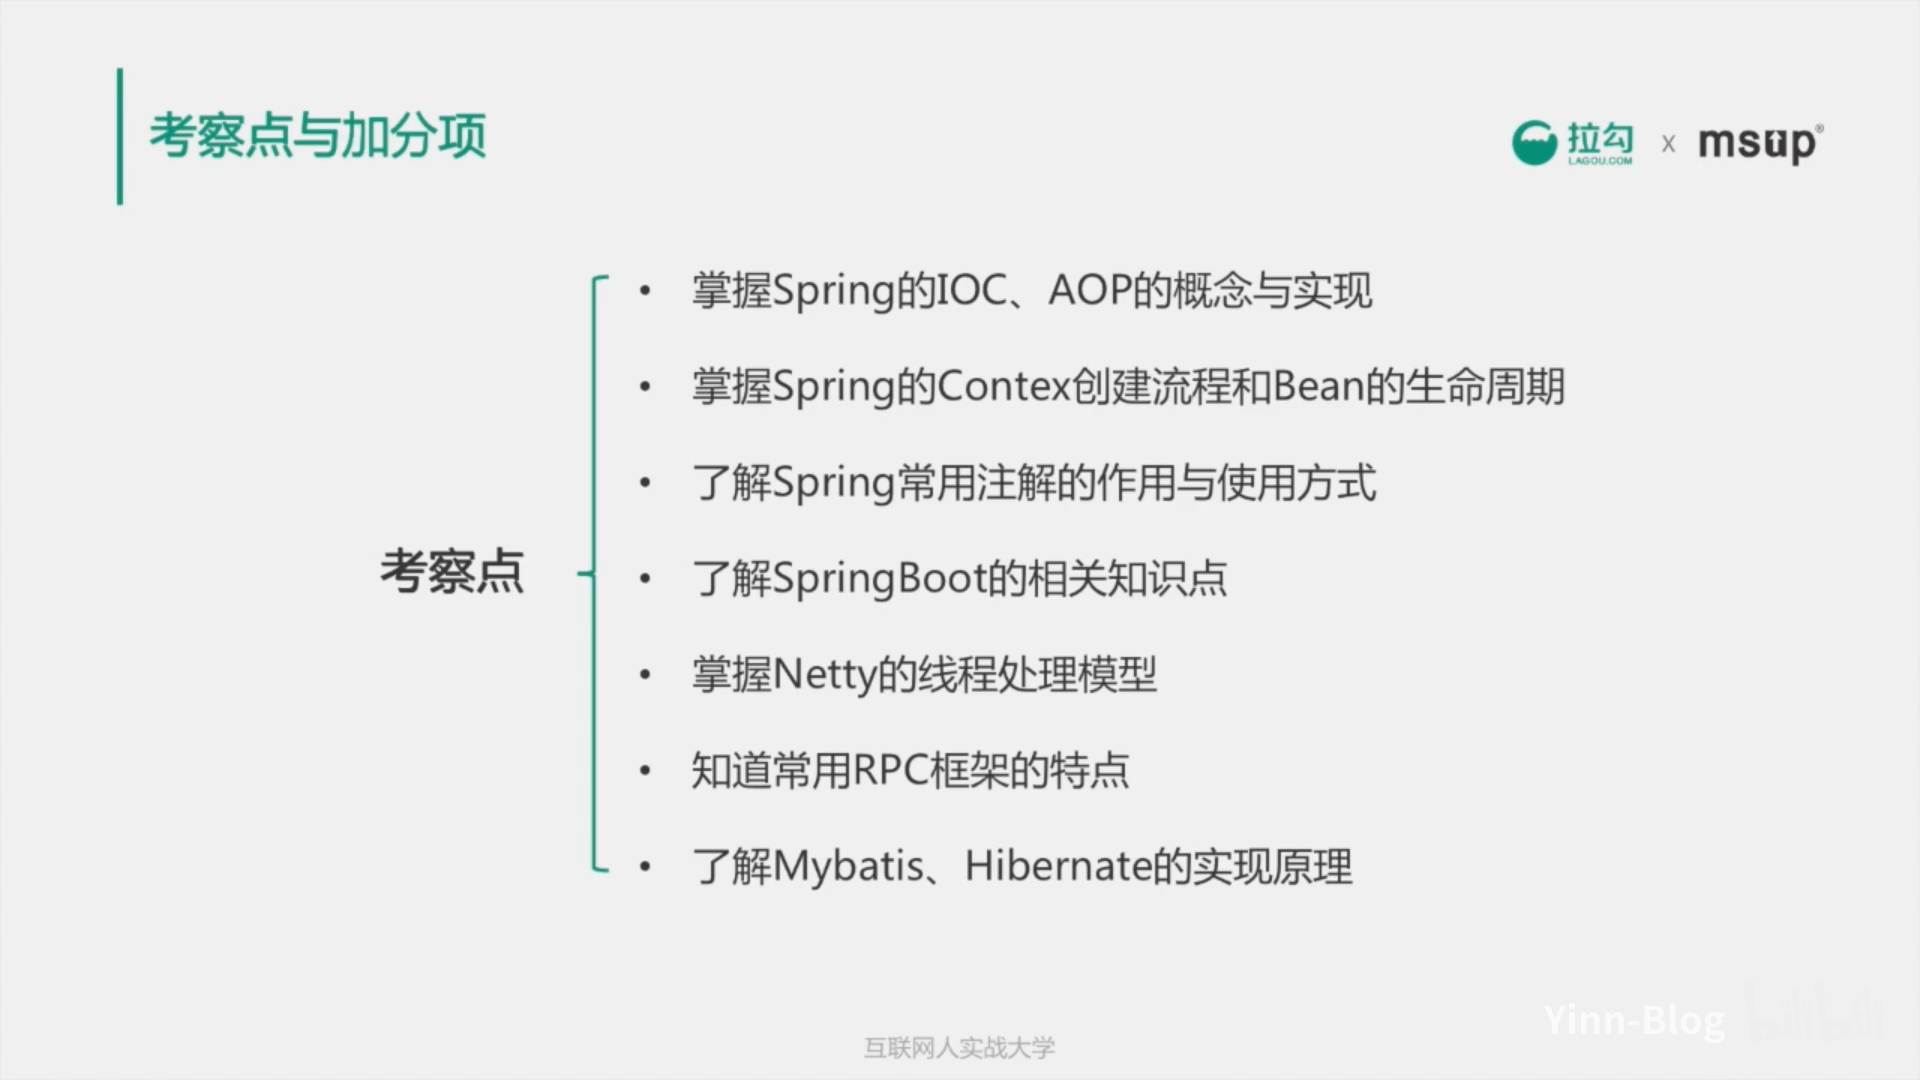 考察点与加分项
拉勾
LAGOU.COM
x
msup®
考察点
• 掌握Spring的IOC、AOP的概念与实现
• 掌握Spring的Contex创建流程和Bean的生命周期
• 了解Spring常用注解的作用与使用方式
• 了解SpringBoot的相关知识点
• 掌握Netty的线程处理模型
• 知道常用RPC框架的特点
• 了解Mybatis、Hibernate的实现原理
Yinn-Blog
bilibili
互联网人实战大学